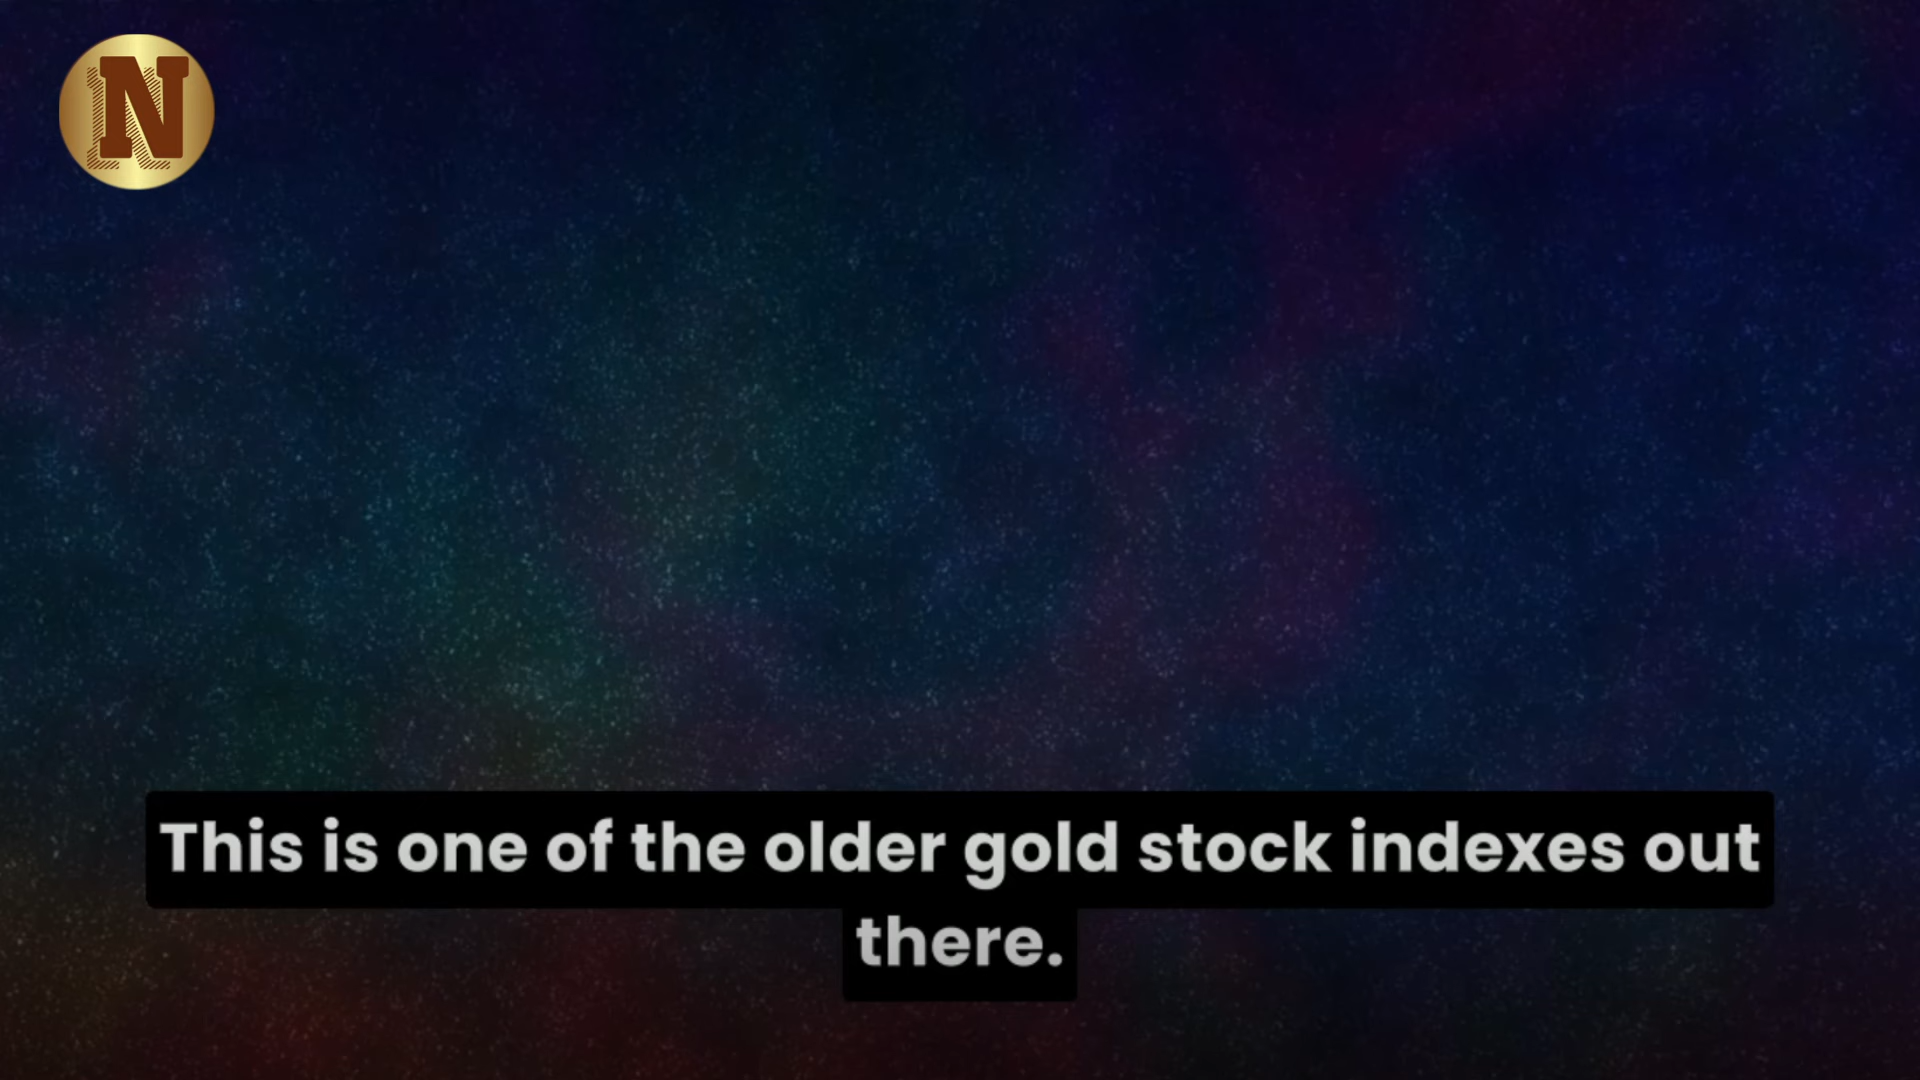 N
This is one of the older gold stock indexes out
there.